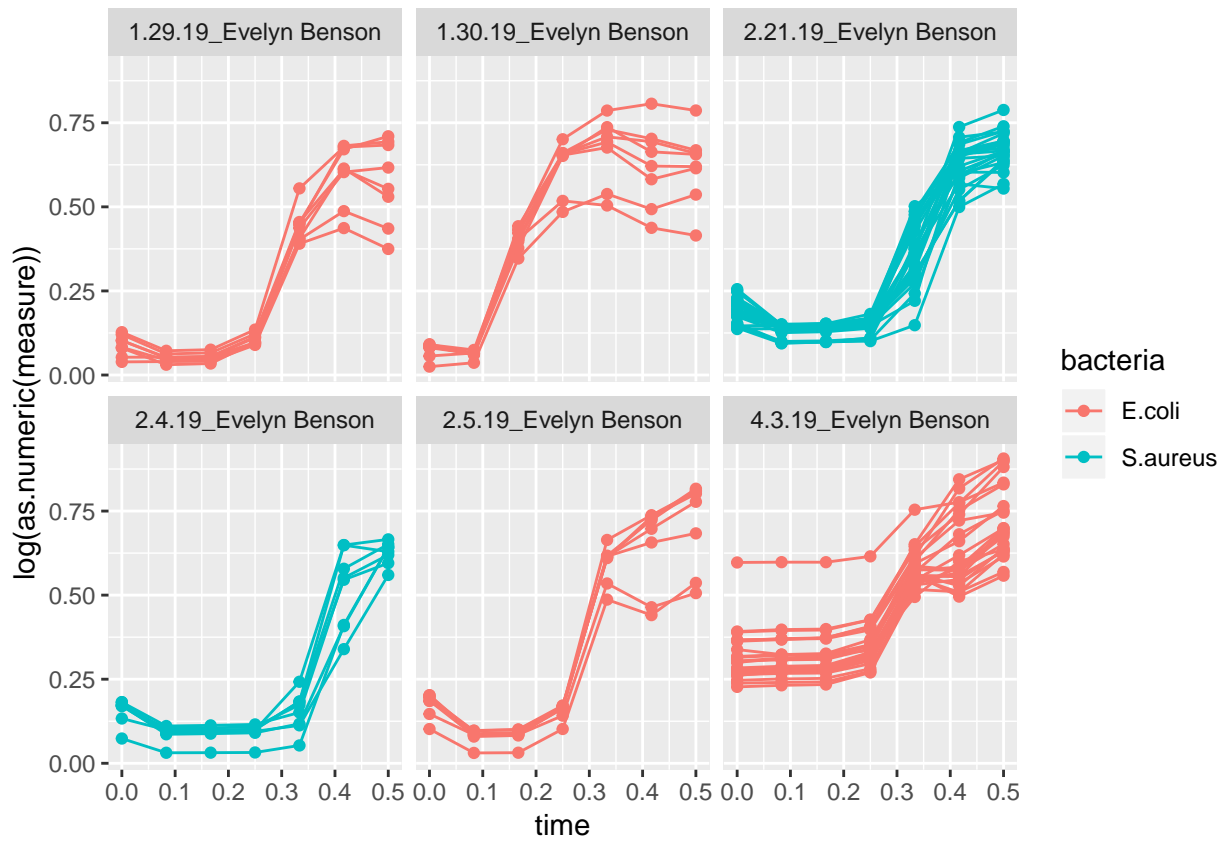 1.29.19_Evelyn Benson
1.30.19_Evelyn Benson
2.21.19_Evelyn Benson
0.75
0.50
0.25
0.00
2.4.19_Evelyn Benson
2.5.19_Evelyn Benson
4.3.19_Evelyn Benson
0.75
0.50
0.25
0.00
0.0 0.1 0.2 0.3 0.4 0.5
0.0 0.1 0.2 0.3 0.4 0.5
0.0 0.1 0.2 0.3 0.4 0.5
time
log(as.numeric(measure))
bacteria
E.coli
S.aureus